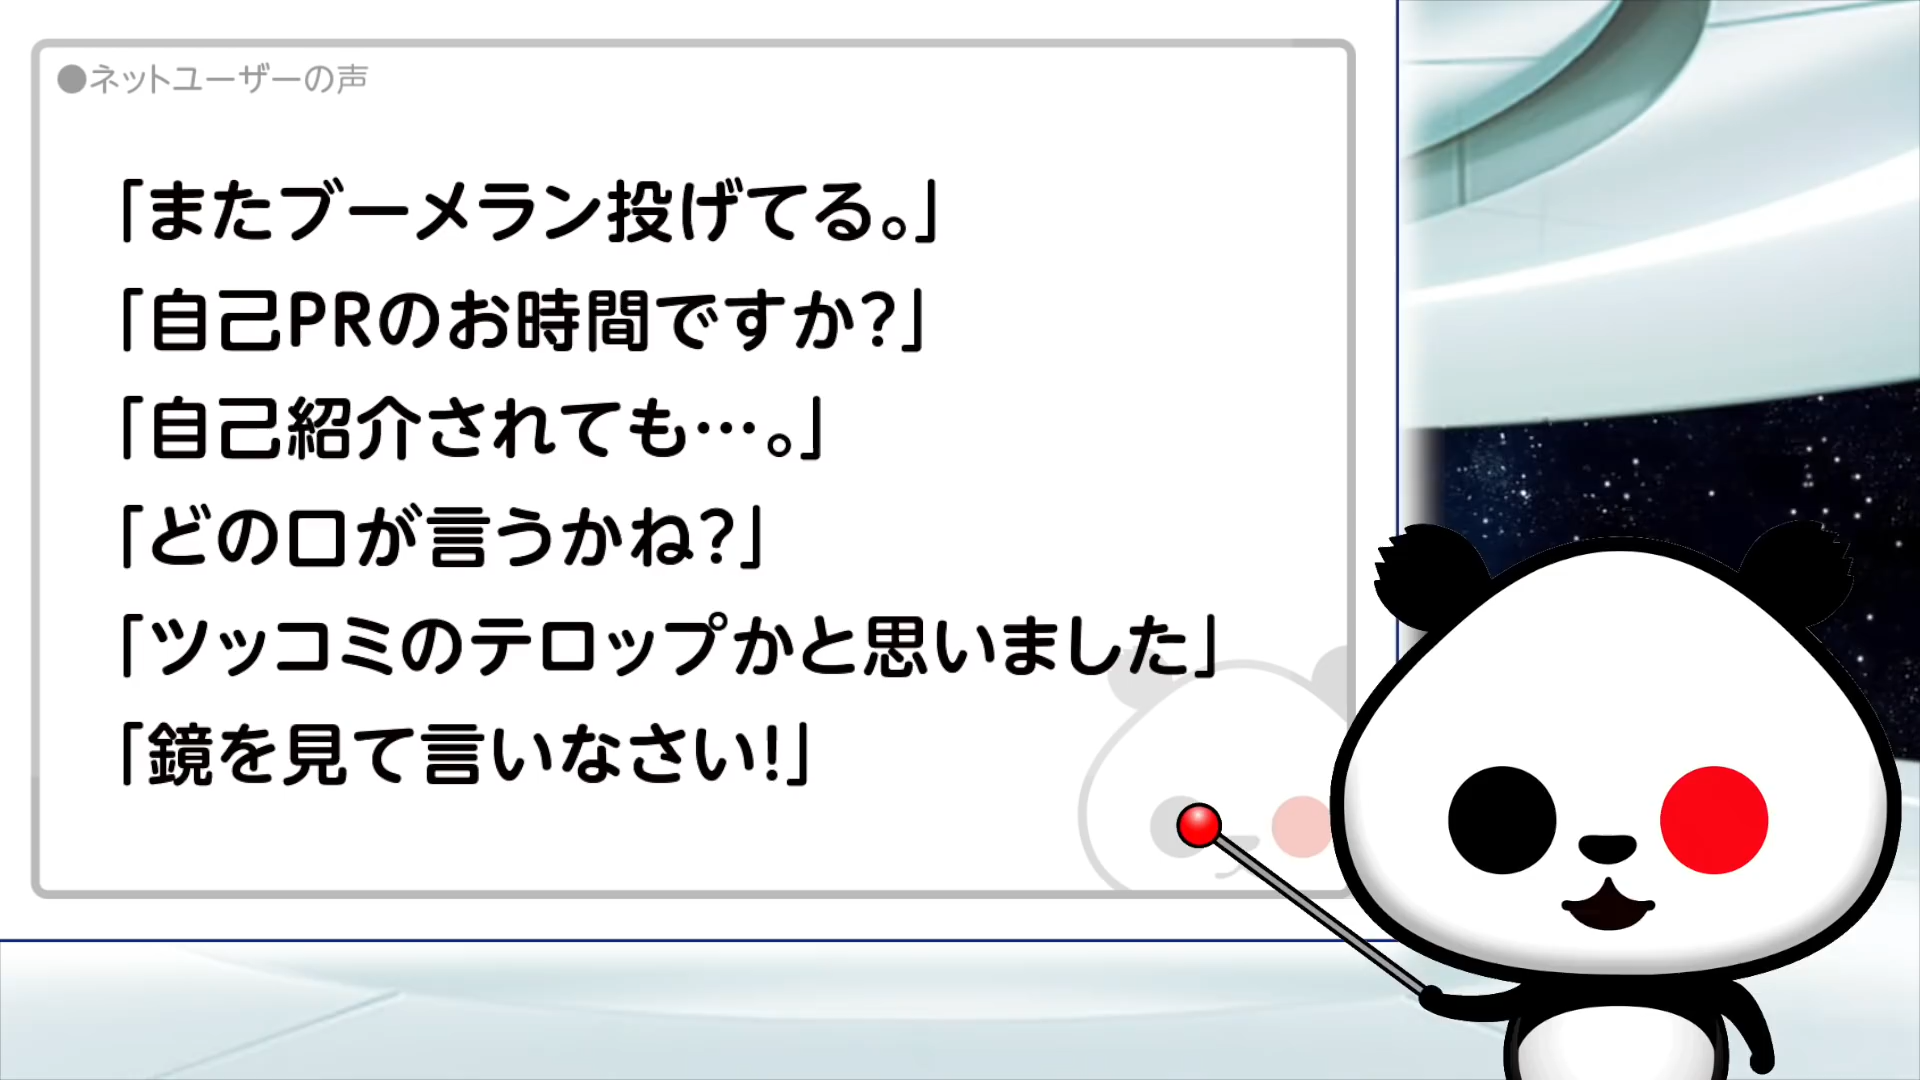 ●ネットユーザーの声
「またブーメラン投げてる。」
「自己PRのお時間ですか?」
「自己紹介されても…。」
「どの口が言うかね?」
「ツッコミのテロップかと思いました」
「鏡を見て言いなさい!」